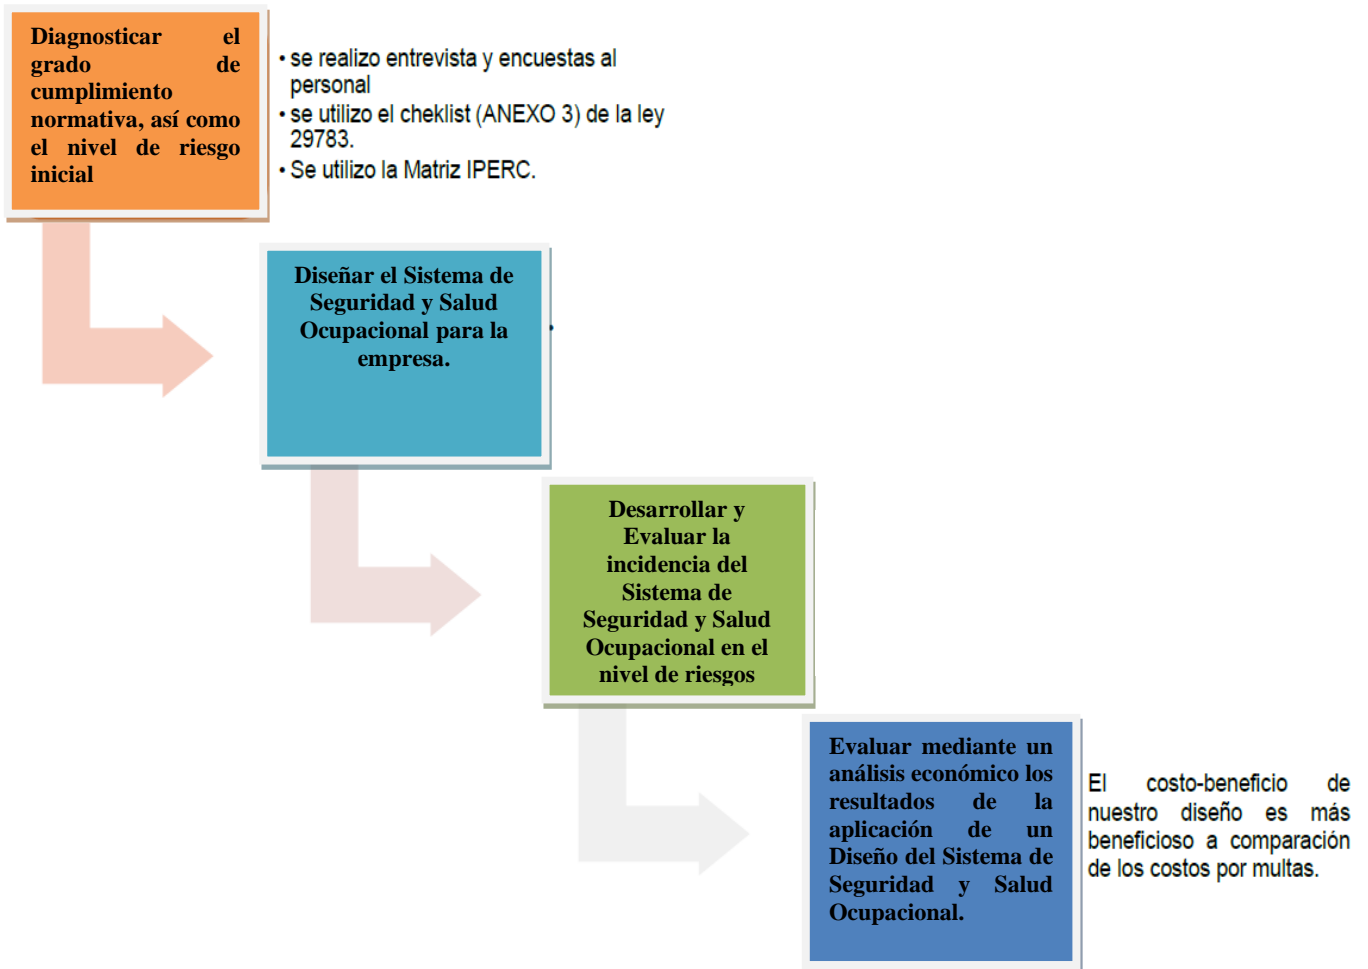 Diagnosticar el
grado de
cumplimiento
normativa, así como
el nivel de riesgo
inicial
• se realizo entrevista y encuestas al
personal
• se utilizo el cheklist (ANEXO 3) de la ley
29783.
• Se utilizo la Matriz IPERC.
Diseñar el Sistema de
Seguridad y Salud
Ocupacional para la
empresa.
•
Desarrollar y
Evaluar la
incidencia del
Sistema de
Seguridad y Salud
Ocupacional en el
nivel de riesgos
Evaluar mediante un
análisis económico los
resultados de la
aplicación de un
Diseño del Sistema de
Seguridad y Salud
Ocupacional.
El costo-beneficio de
nuestro diseño es más
beneficioso a comparación
de los costos por multas.